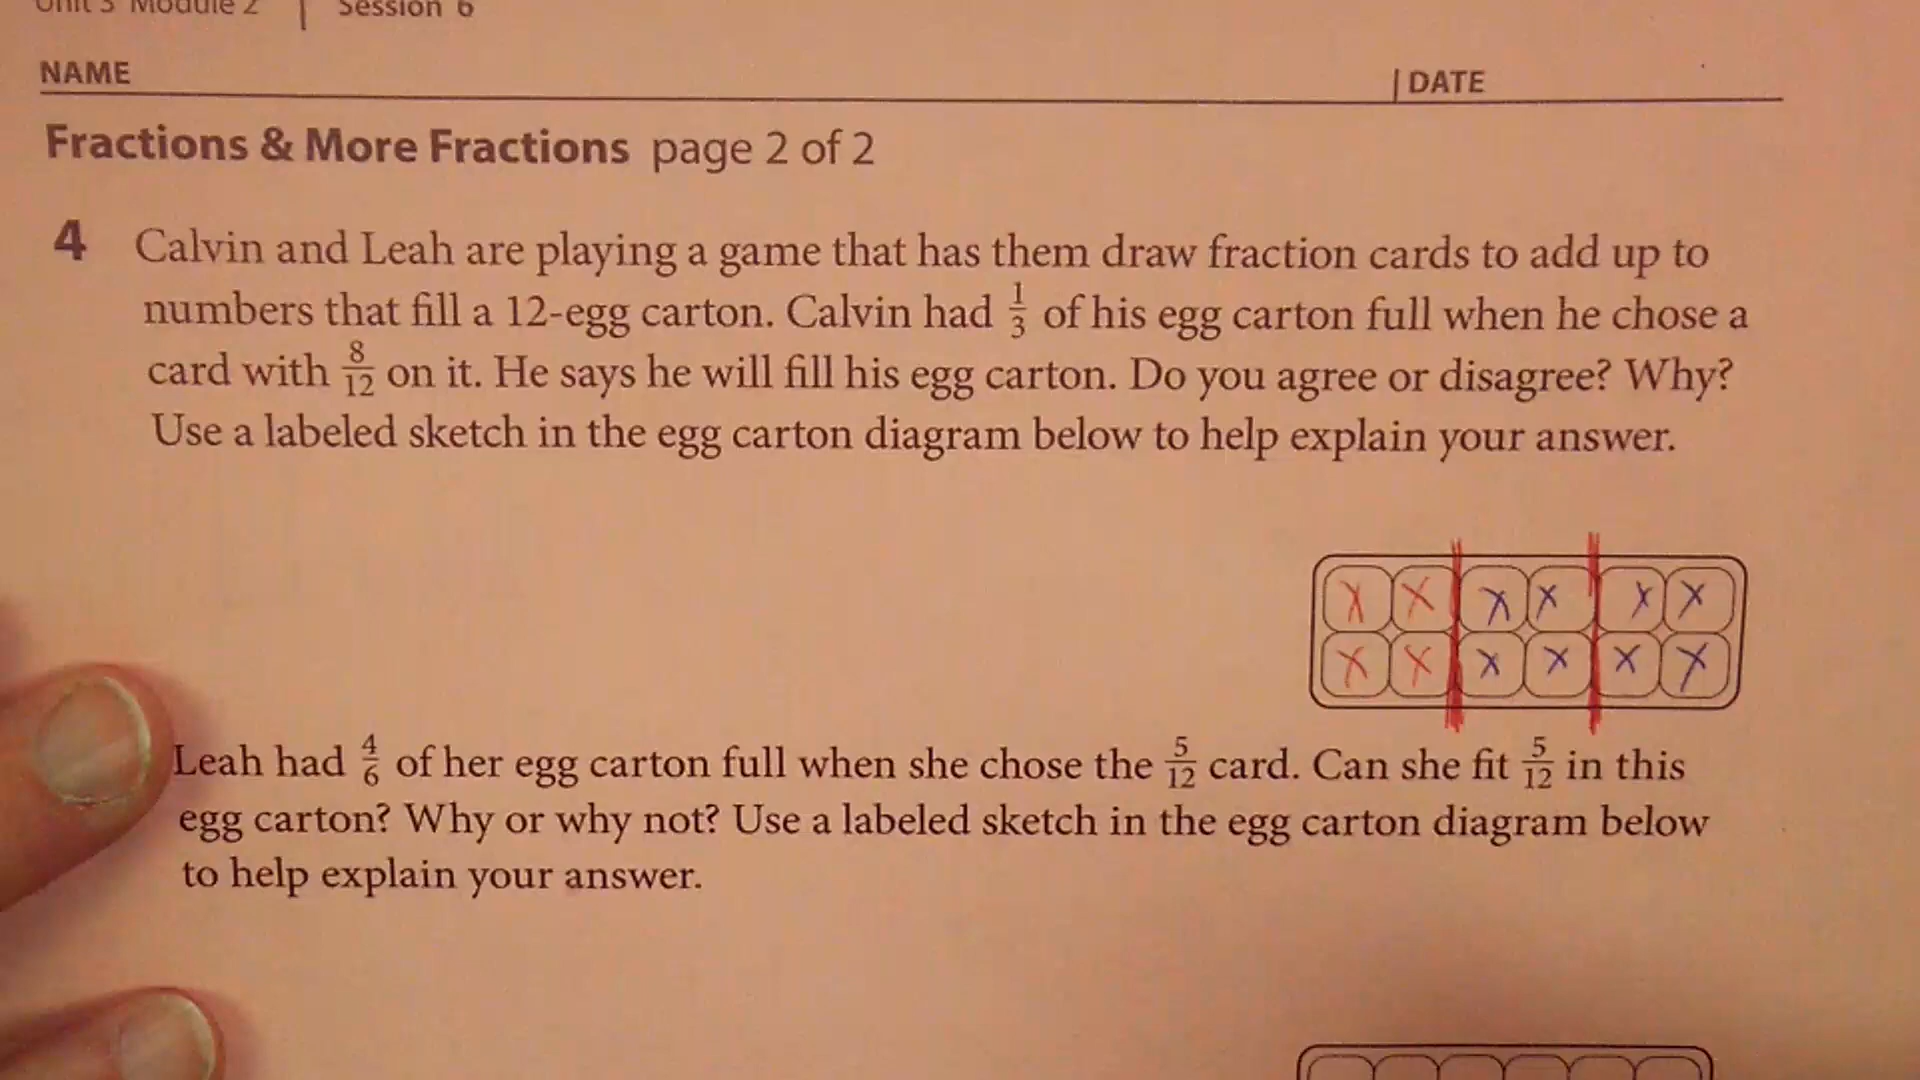 Unit 3 Module 2 | Session 6
NAME | DATE
Fractions & More Fractions page 2 of 2
4 Calvin and Leah are playing a game that has them draw fraction cards to add up to
numbers that fill a 12-egg carton. Calvin had 1/3 of his egg carton full when he chose a
card with 8/12 on it. He says he will fill his egg carton. Do you agree or disagree? Why?
Use a labeled sketch in the egg carton diagram below to help explain your answer.
X X X X X X
X X X X X X
Leah had 4/6 of her egg carton full when she chose the 5/12 card. Can she fit 5/12 in this
egg carton? Why or why not? Use a labeled sketch in the egg carton diagram below
to help explain your answer.